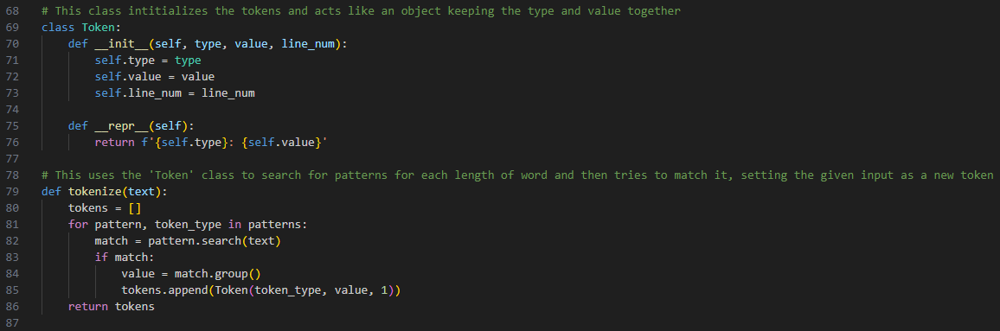 68 # This class intitializes the tokens and acts like an object keeping the type and value together
69 class Token:
70     def __init__(self, type, value, line_num):
71         self.type = type
72         self.value = value
73         self.line_num = line_num
74
75     def __repr__(self):
76         return f'{self.type}: {self.value}'
77
78 # This uses the 'Token' class to search for patterns for each length of word and then tries to match it, setting the given input as a new token
79 def tokenize(text):
80     tokens = []
81     for pattern, token_type in patterns:
82         match = pattern.search(text)
83         if match:
84             value = match.group()
85             tokens.append(Token(token_type, value, 1))
86     return tokens
87